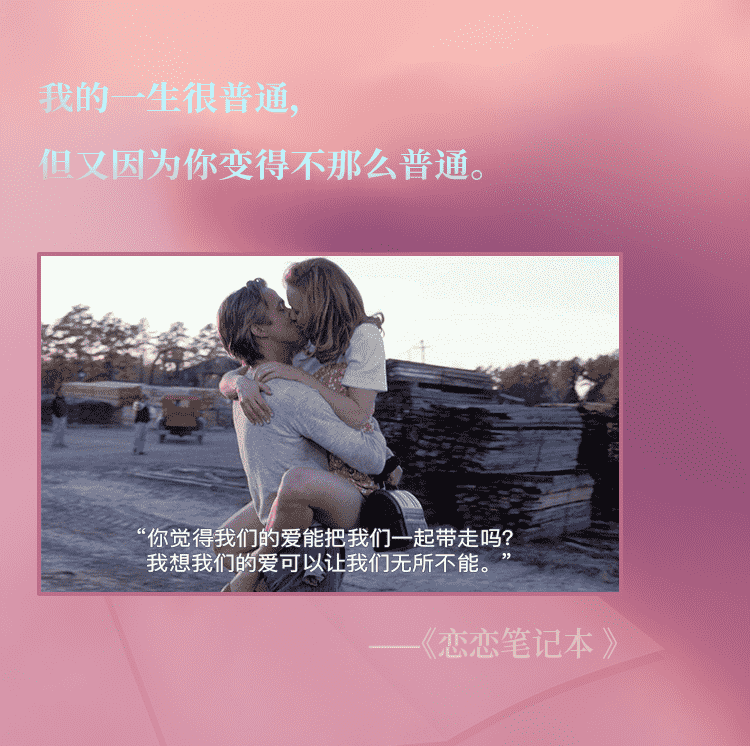 我的一生很普通，
但又因为你变得不那么普通。
“你觉得我们的爱能把我们一起带走吗？
我想我们的爱可以让我们无所不能。”
——《恋恋笔记本》